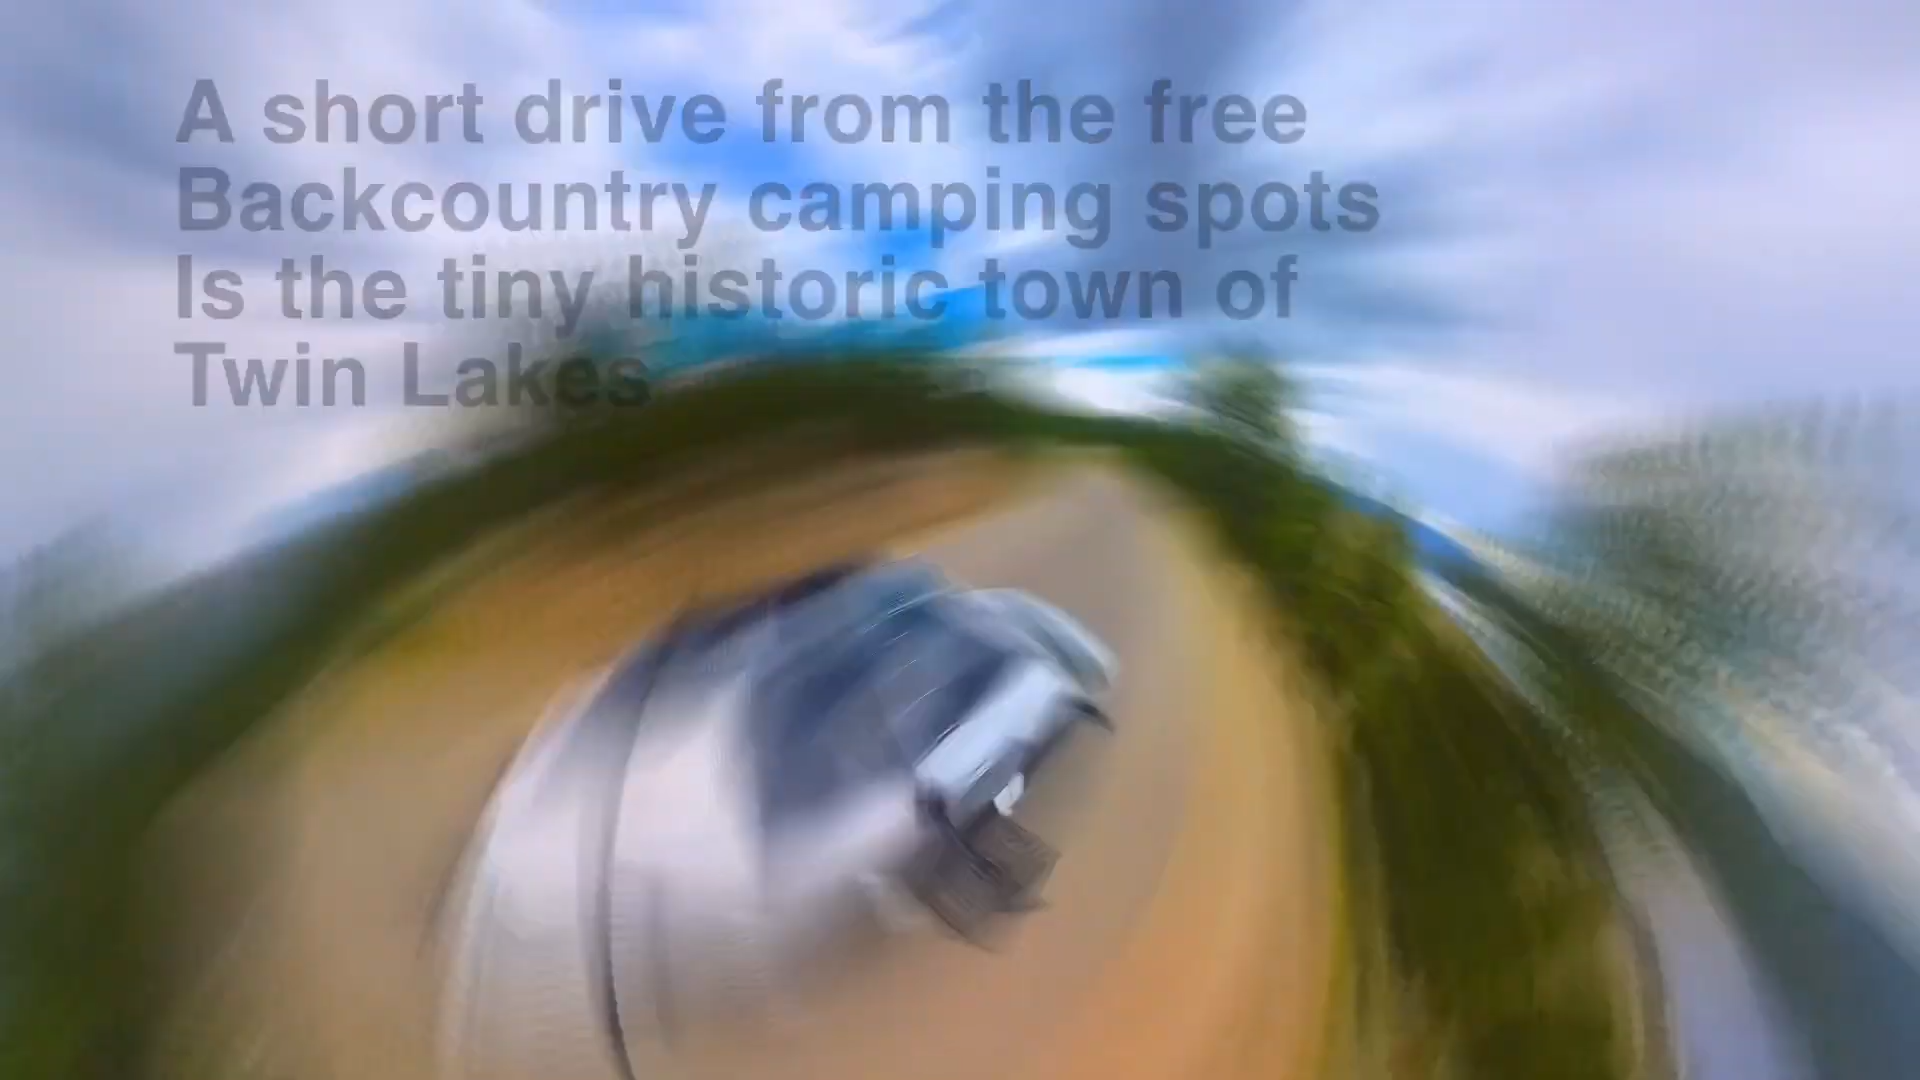 A short drive from the free
Backcountry camping spots
Is the tiny historic town of
Twin Lakes